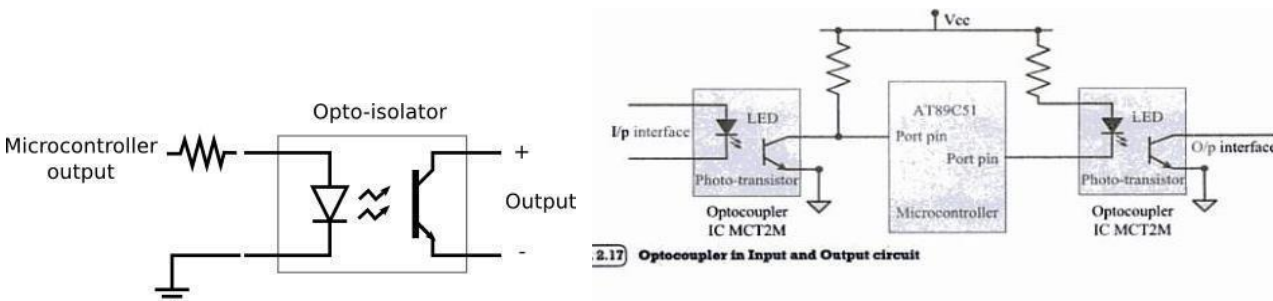 Opto-isolator
Microcontroller
output
+
Output
-
Vcc
AT89C51
LED
I/p interface
Port pin
LED
O/p interface
Port pin
Photo-transistor
Photo-transistor
Microcontroller
Optocoupler
IC MCT2M
Optocoupler
IC MCT2M
2.17 Optocoupler in Input and Output circuit